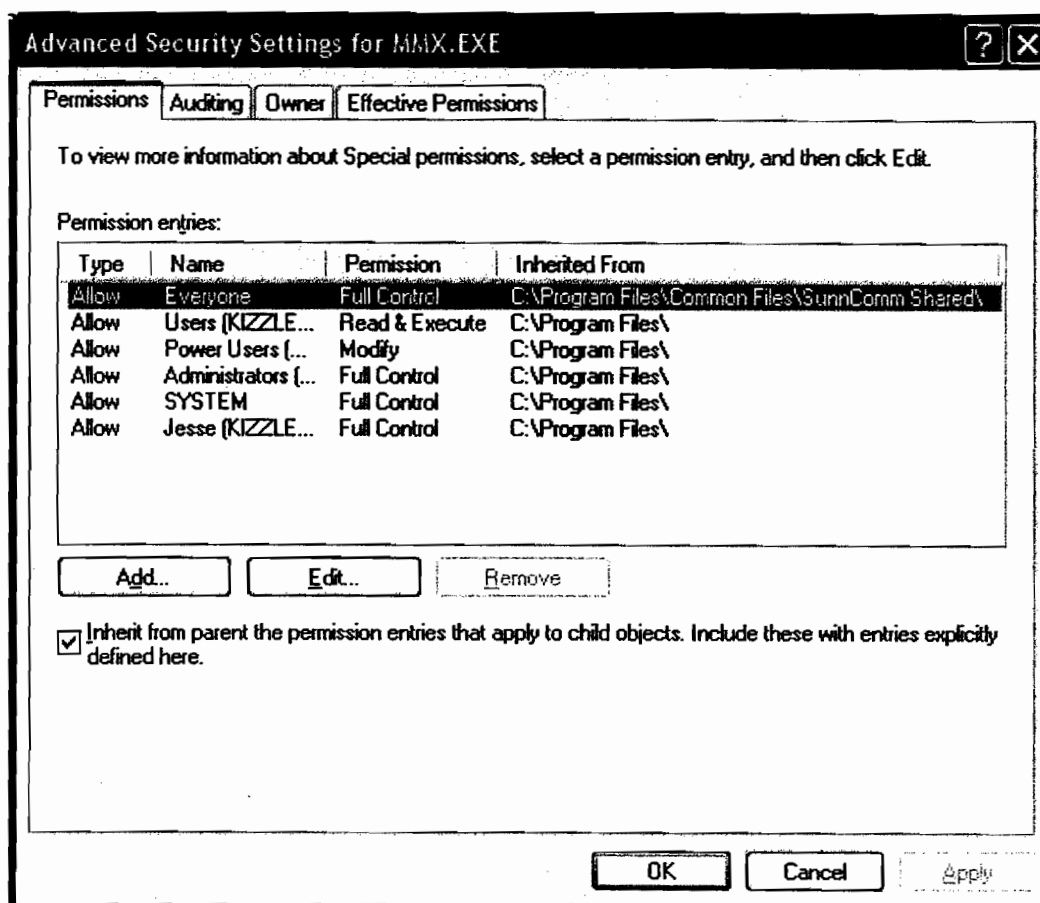 Advanced Security Settings for MMX.EXE ? X
Permissions Auditing Owner Effective Permissions
To view more information about Special permissions, select a permission entry, and then click Edit.
Permission entries:
Type Name Permission Inherited From
Allow Everyone Full Control C:\Program Files\Common Files\SunnComm Shared\
Allow Users (KIZZLE... Read & Execute C:\Program Files\
Allow Power Users (... Modify C:\Program Files\
Allow Administrators (... Full Control C:\Program Files\
Allow SYSTEM Full Control C:\Program Files\
Allow Jesse (KIZZLE... Full Control C:\Program Files\
Add... Edit... Remove
Inherit from parent the permission entries that apply to child objects. Include these with entries explicitly
defined here.
OK Cancel Apply